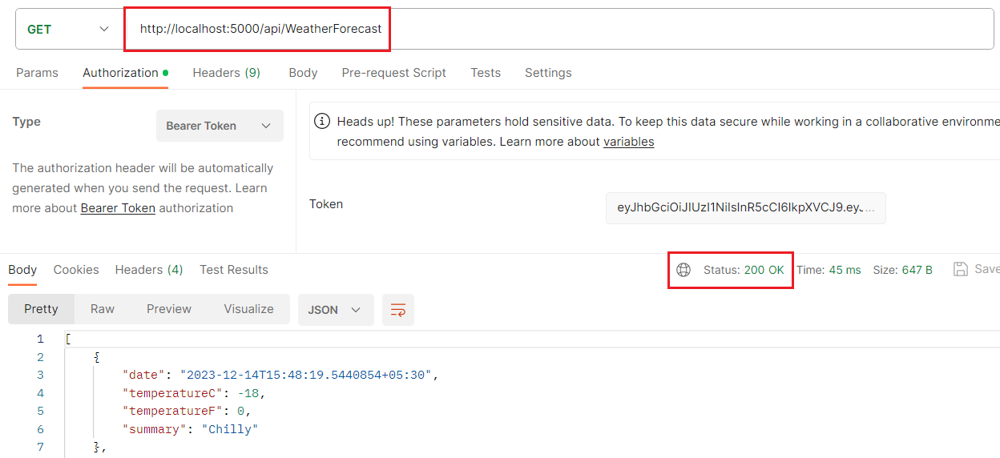 GET http://localhost:5000/api/WeatherForecast
Params Authorization Headers (9) Body Pre-request Script Tests Settings
Type Bearer Token
The authorization header will be automatically
generated when you send the request. Learn
more about Bearer Token authorization
Heads up! These parameters hold sensitive data. To keep this data secure while working in a collaborative environme
recommend using variables. Learn more about variables
Token eyJhbGciOiJIUzI1NiIsInR5cCI6IkpXVCJ9.eyJ...
Body Cookies Headers (4) Test Results Status: 200 OK Time: 45 ms Size: 647 B Save
Pretty Raw Preview Visualize JSON
1 [
2 {
3 "date": "2023-12-14T15:48:19.5440854+05:30",
4 "temperatureC": -18,
5 "temperatureF": 0,
6 "summary": "Chilly"
7 },